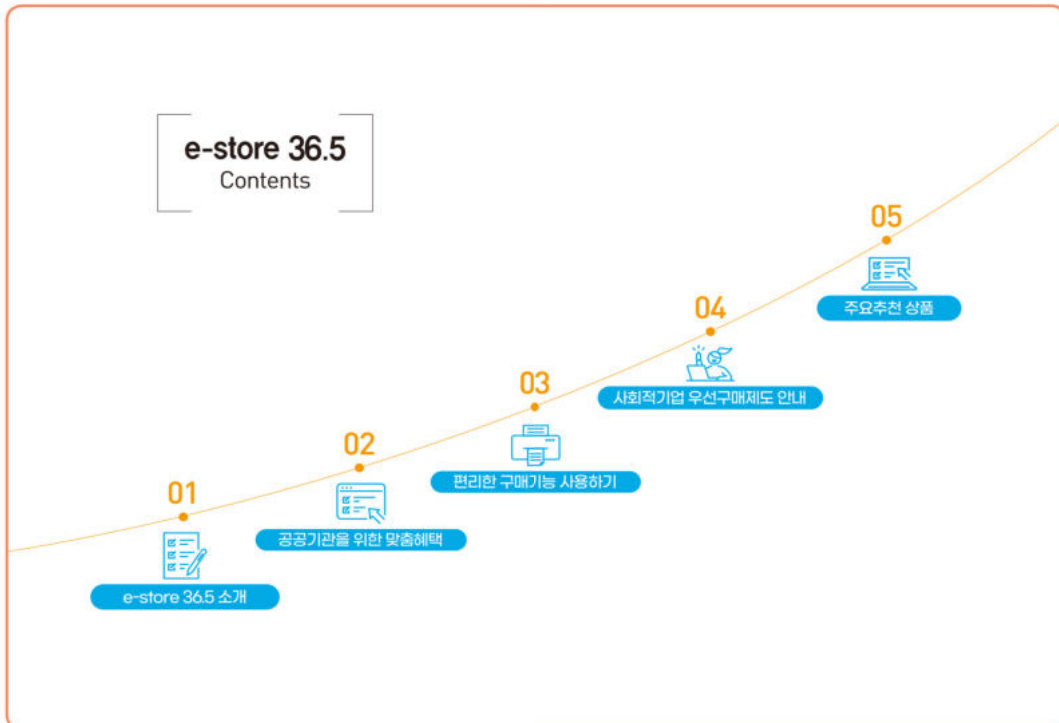 e-store 36.5
Contents
01
e-store 36.5 소개
02
공공기관을 위한 맞춤혜택
03
편리한 구매기능 사용하기
04
사회적기업 우선구매제도 안내
05
주요추천 상품